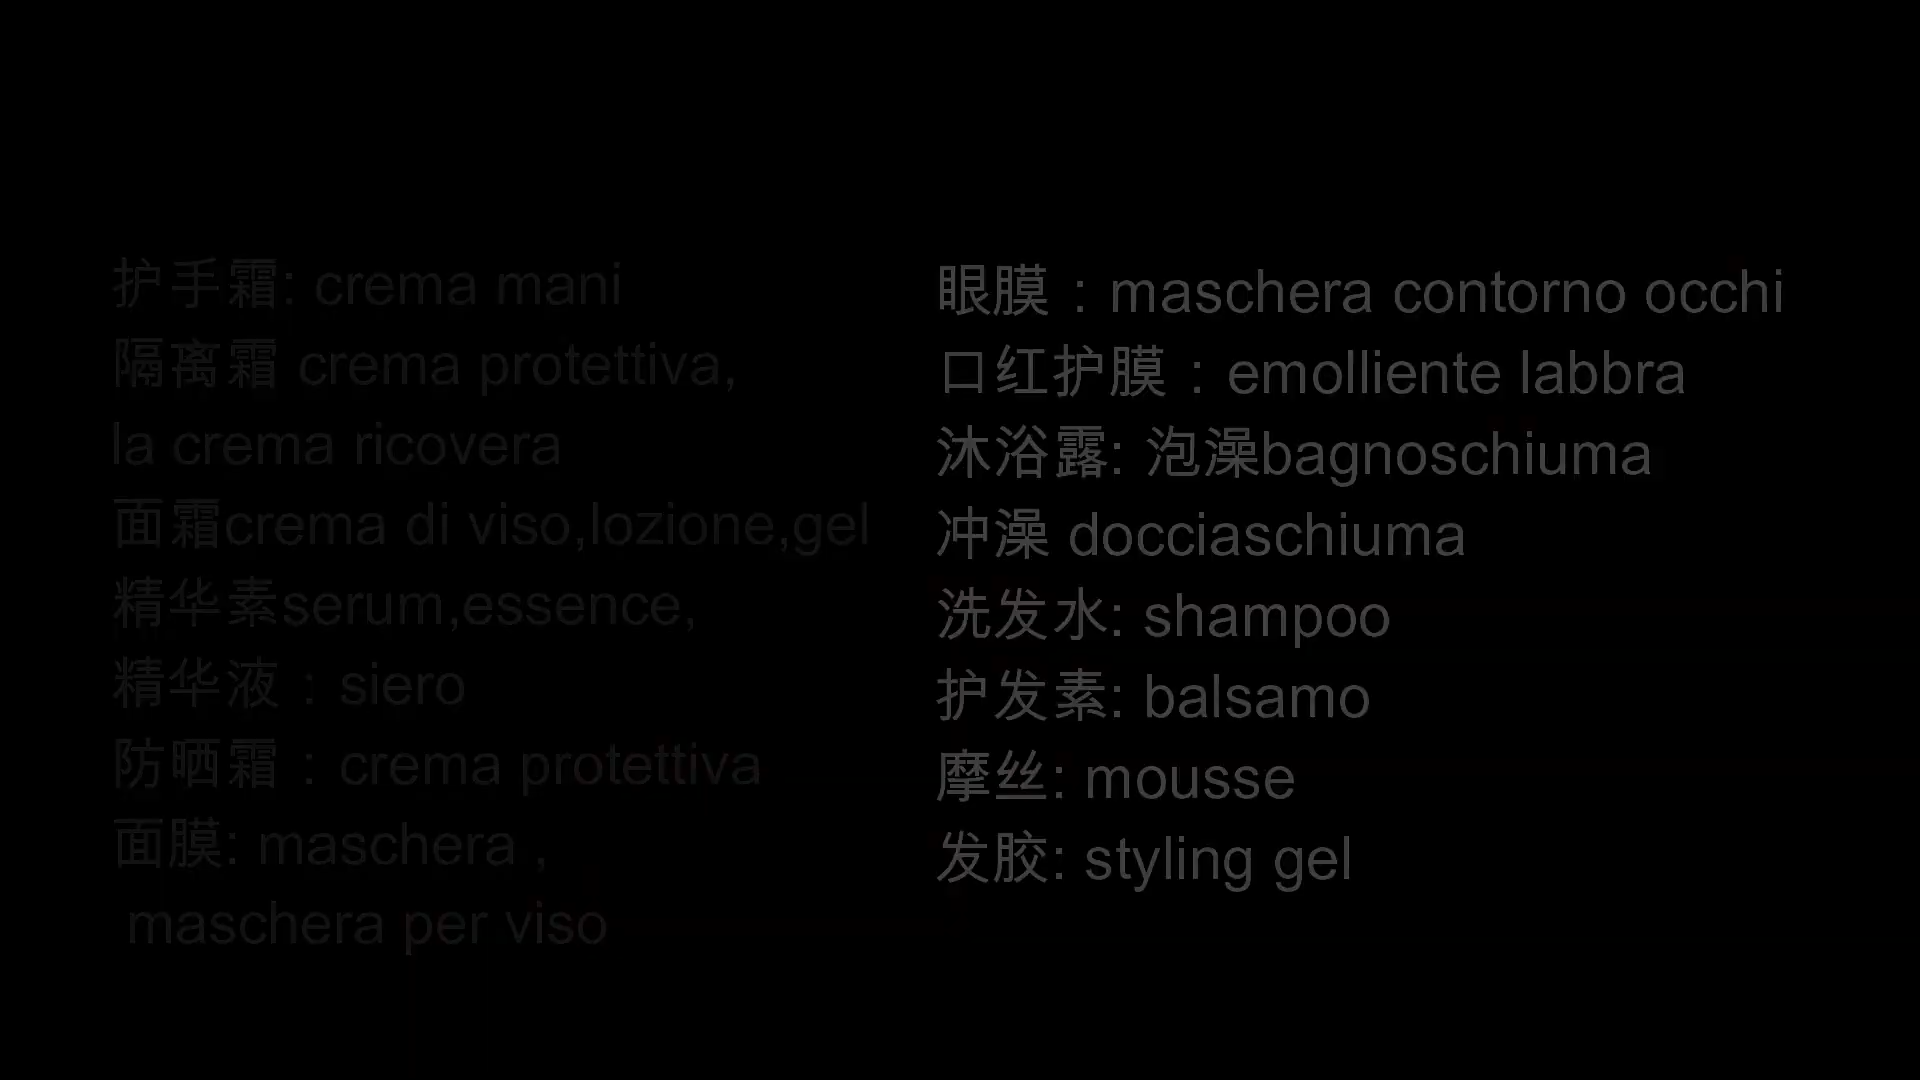 护手霜: crema mani
隔离霜 crema protettiva,
la crema ricovera
面霜crema di viso,lozione,gel
精华素serum,essence,
精华液：siero
防晒霜：crema protettiva
面膜: maschera ,
maschera per viso
眼膜：maschera contorno occhi
口红护膜：emolliente labbra
沐浴露: 泡澡bagnoschiuma
冲澡 docciaschiuma
洗发水: shampoo
护发素: balsamo
摩丝: mousse
发胶: styling gel